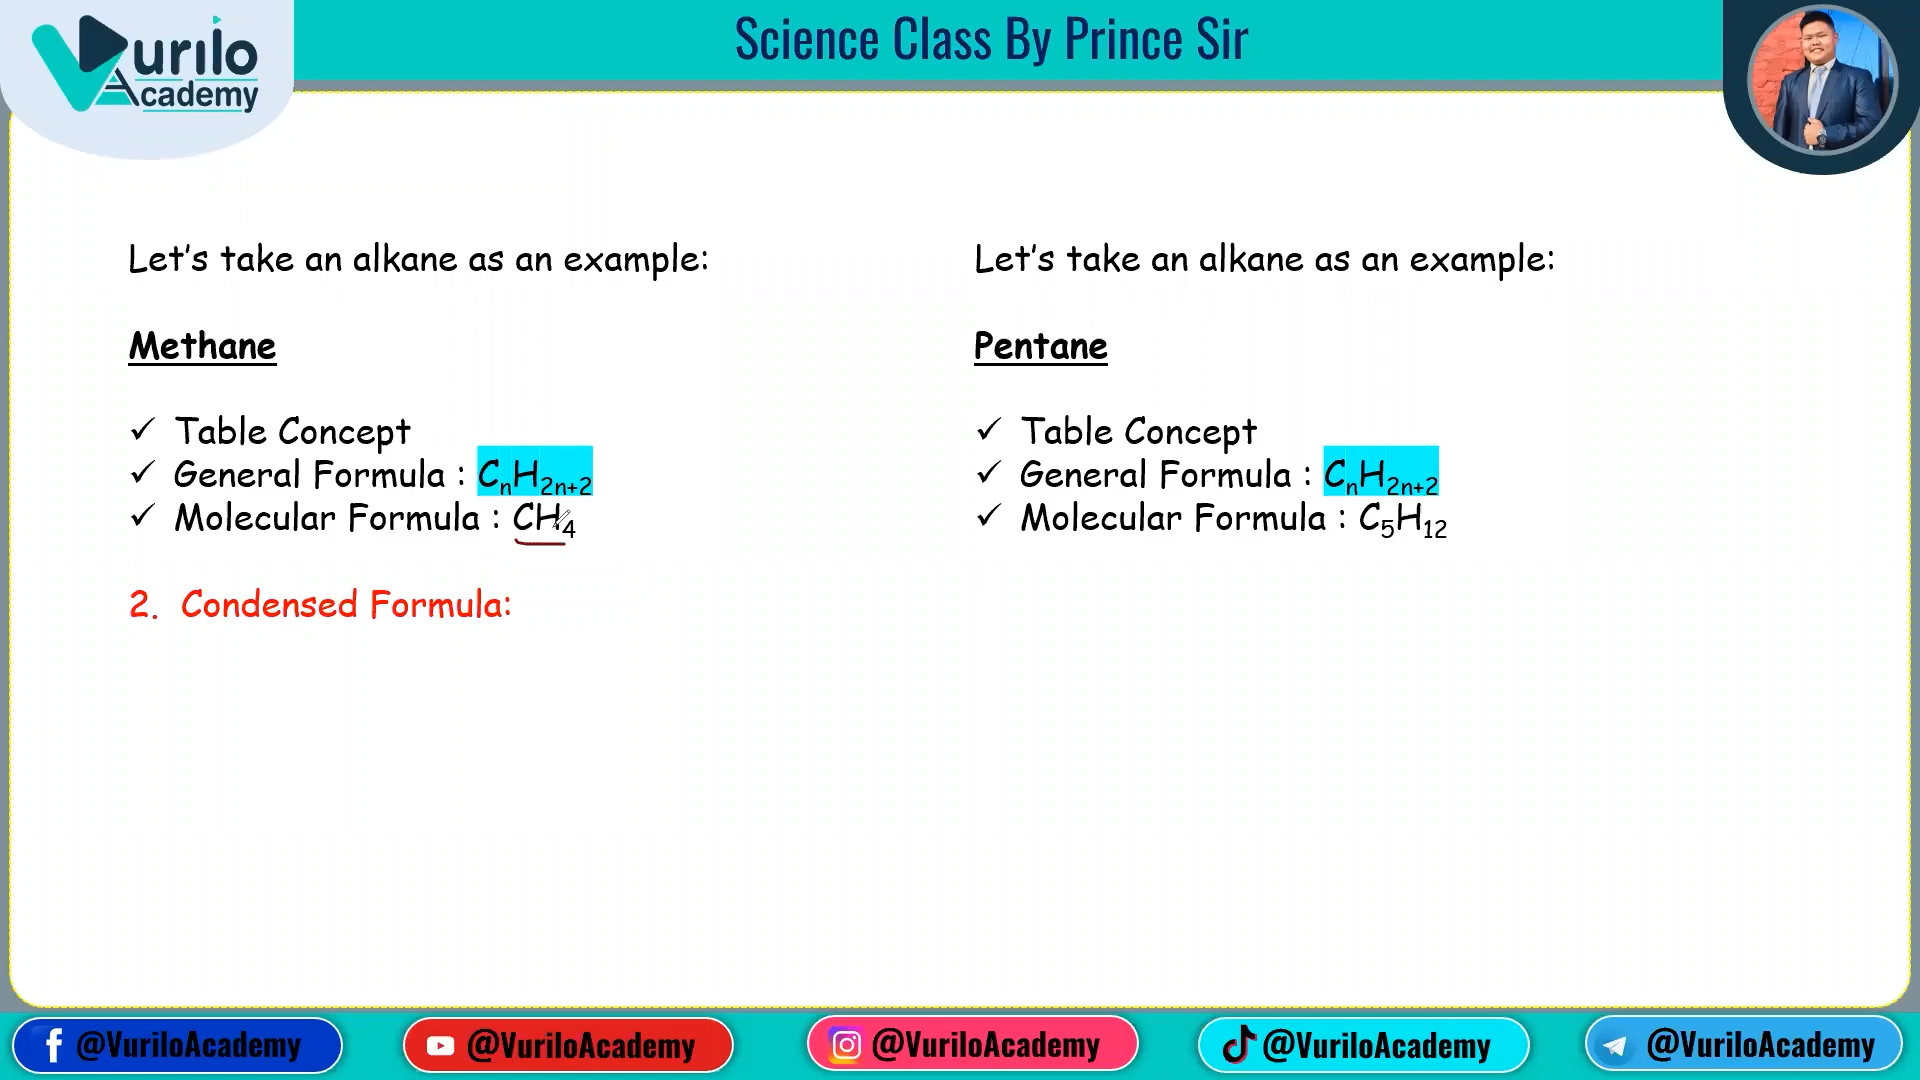 Vurilo
Academy
Science Class By Prince Sir
Let's take an alkane as an example:
Methane
✓ Table Concept
✓ General Formula : CₙH₂ₙ₊₂
✓ Molecular Formula : CH₄
2. Condensed Formula:
Let's take an alkane as an example:
Pentane
✓ Table Concept
✓ General Formula : CₙH₂ₙ₊₂
✓ Molecular Formula : C₅H₁₂
@VuriloAcademy
@VuriloAcademy
@VuriloAcademy
@VuriloAcademy
@VuriloAcademy